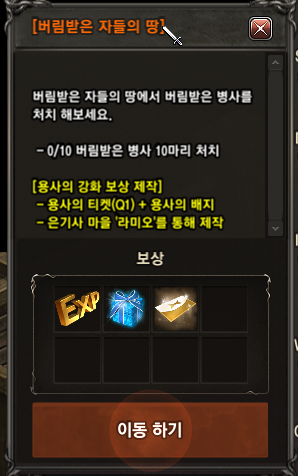 [버림받은 자들의 땅]
버림받은 자들의 땅에서 버림받은 병사를
처치 해보세요.
- 0/10 버림받은 병사 10마리 처치
[용사의 강화 보상 제작]
- 용사의 티켓(Q1) + 용사의 배지
- 은기사 마을 '라미오'를 통해 제작
보상
EXP
이동 하기